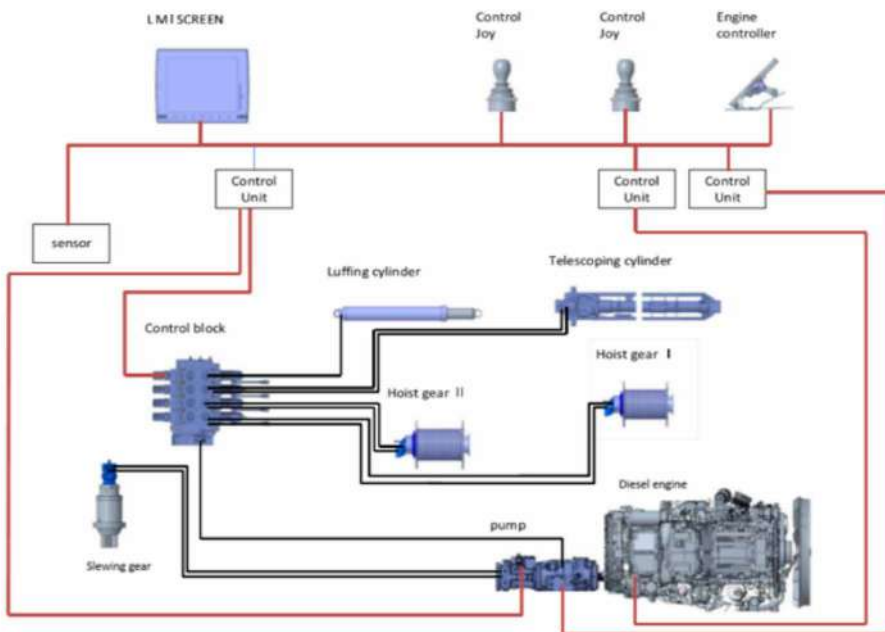 LMI SCREEN
Control
Joy
Control
Joy
Engine
controller
Control
Unit
Control
Unit
Control
Unit
sensor
Luffing cylinder
Telescoping cylinder
Control block
Hoist gear I
Hoist gear II
Diesel engine
pump
Slewing gear